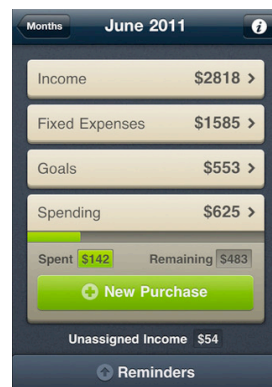 Months June 2011 i
Income $2818 >
Fixed Expenses $1585 >
Goals $553 >
Spending $625 >
Spent $142 Remaining $483
New Purchase
Unassigned Income $54
Reminders